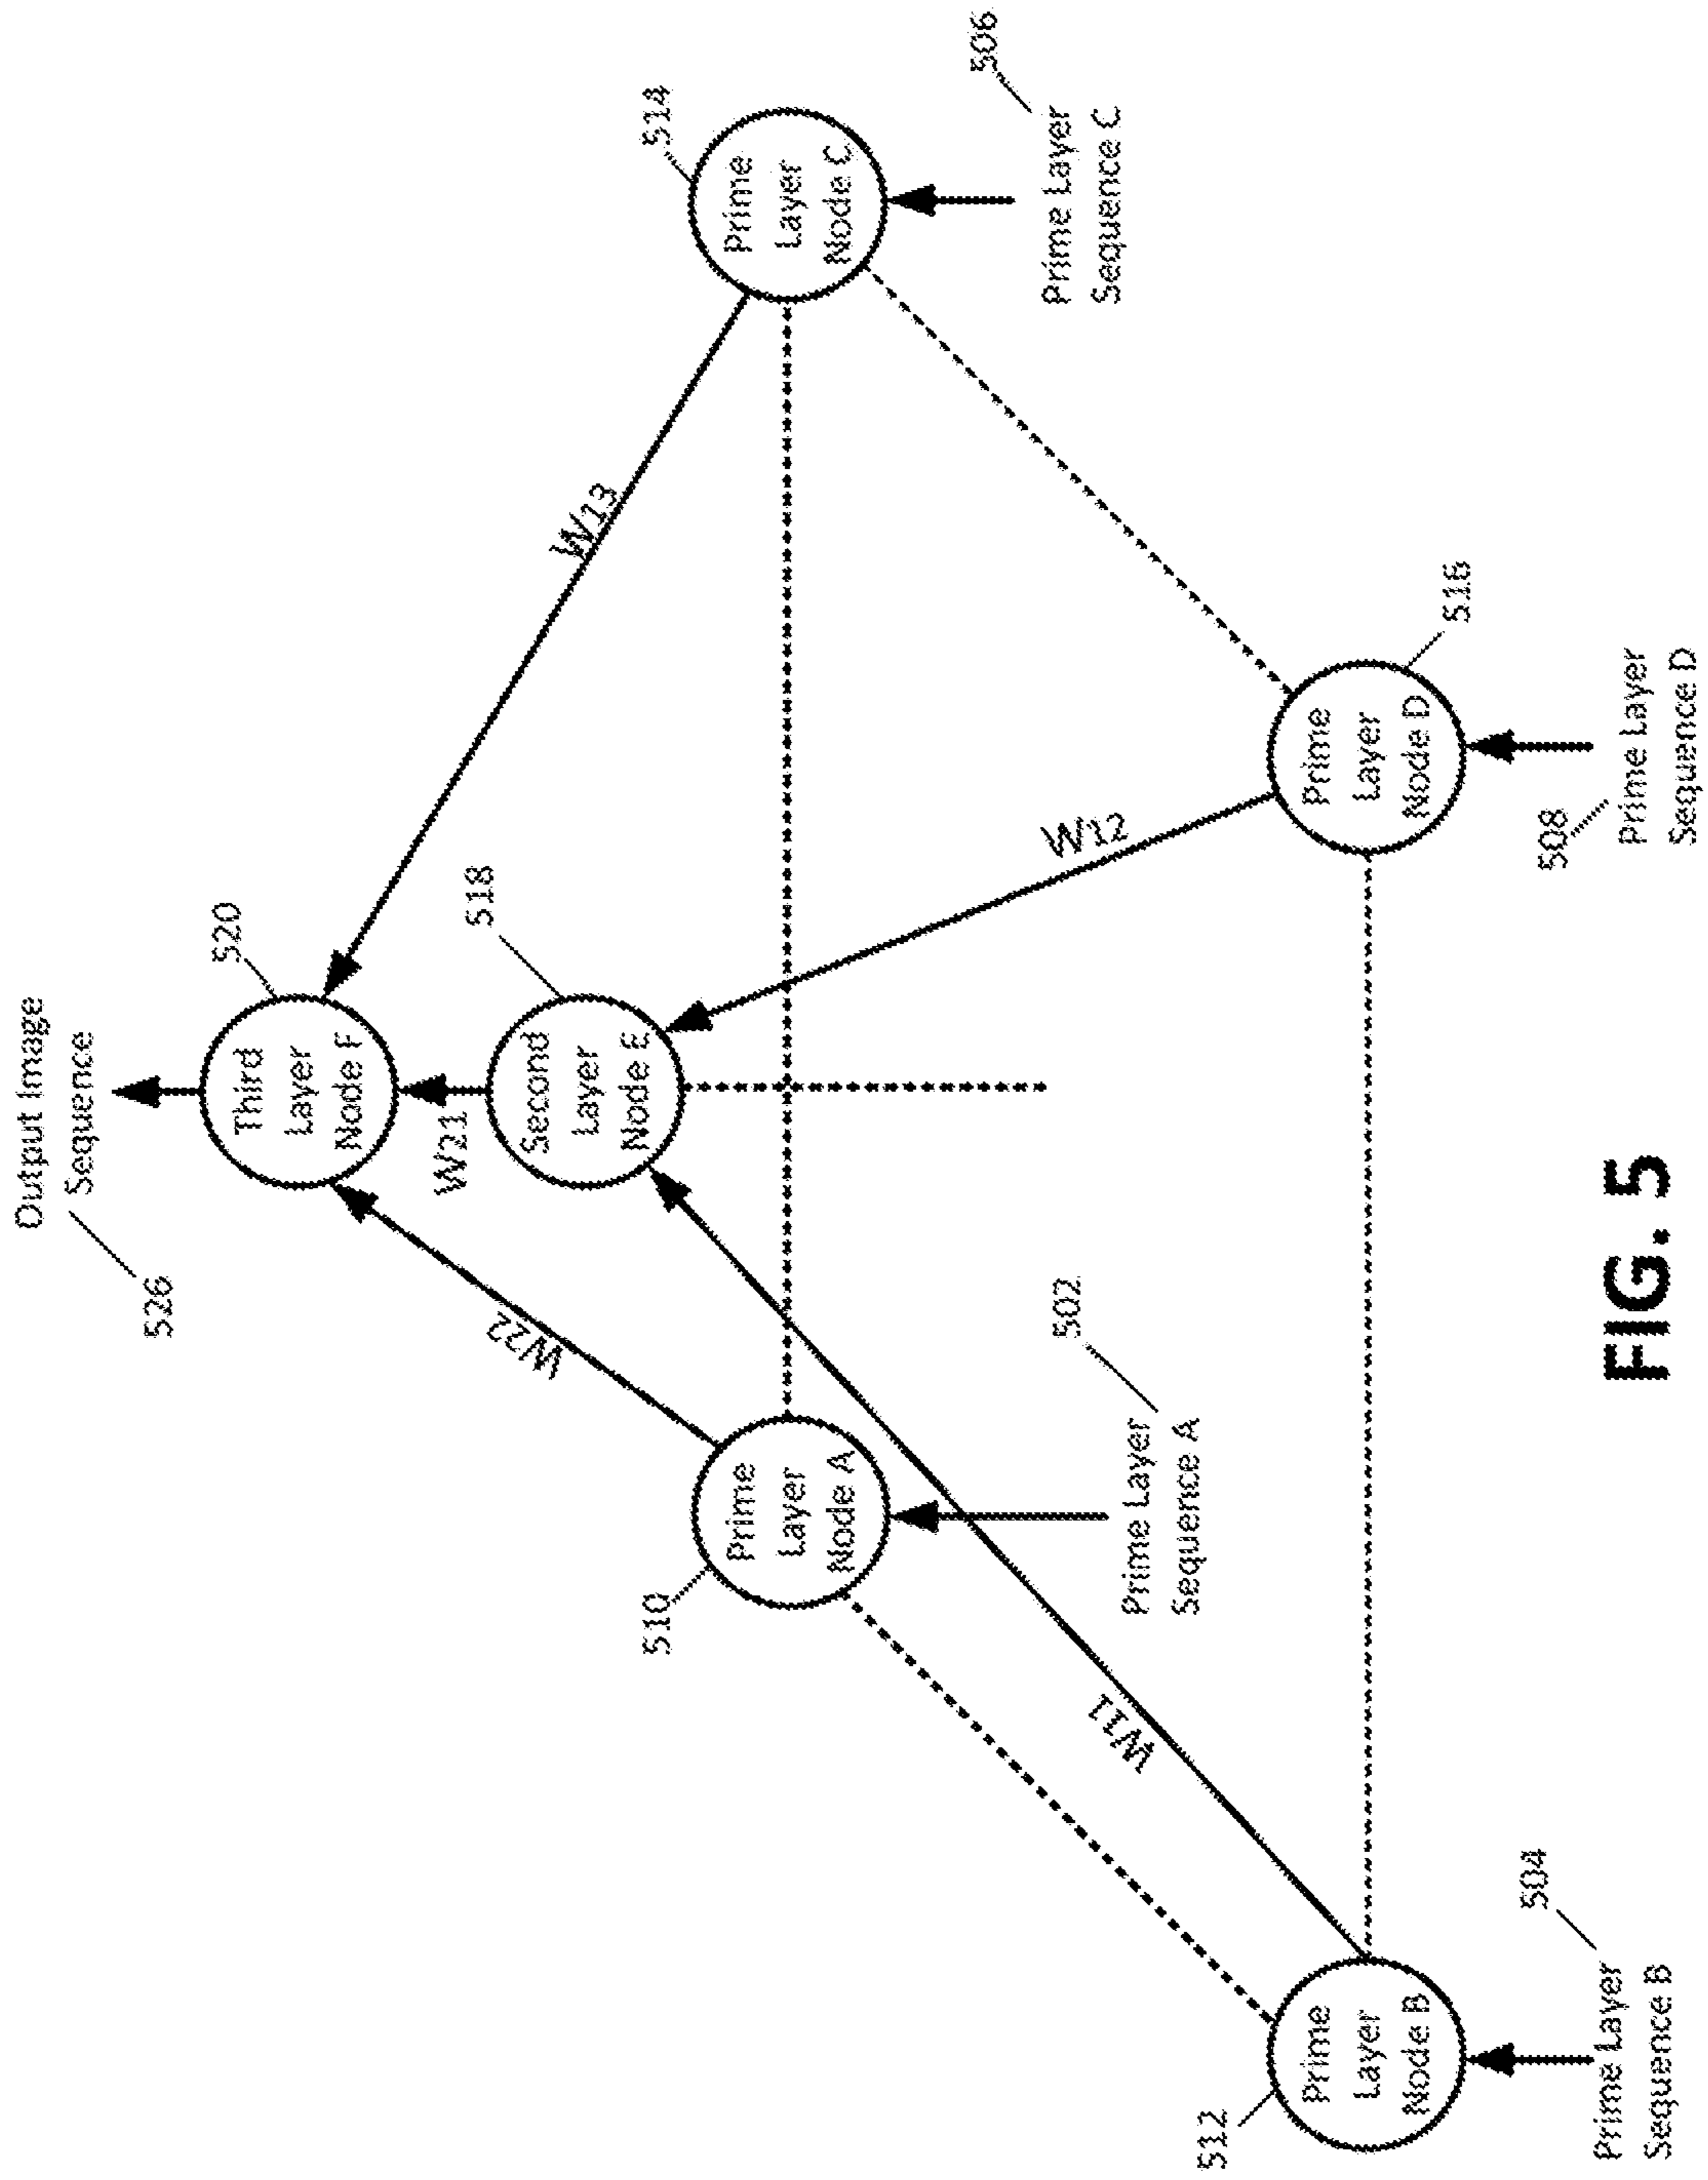 Output Image
Sequence
526
520
Third
Layer
Node F
W22
W21
W13
518
Second
Layer
Node E
510
Prime
Layer
Node A
514
Prime
Layer
Node C
502
Prime Layer
Sequence A
506
Prime Layer
Sequence C
W11
W12
512
Prime
Layer
Node B
516
Prime
Layer
Node D
504
Prime Layer
Sequence B
508
Prime Layer
Sequence D
FIG. 5